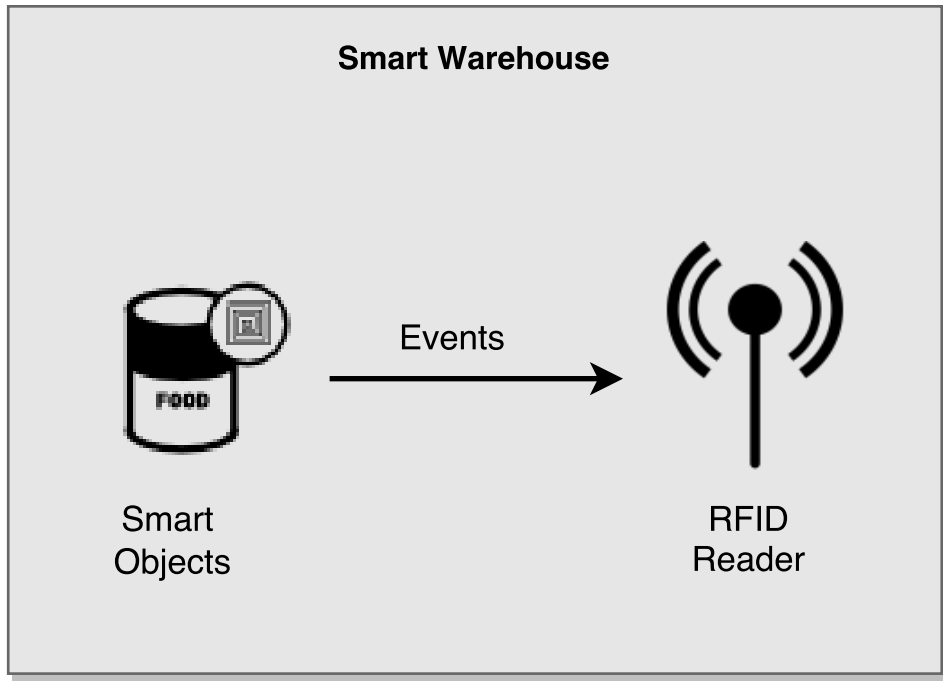 Smart Warehouse
Events
FOOD
Smart
Objects
RFID
Reader